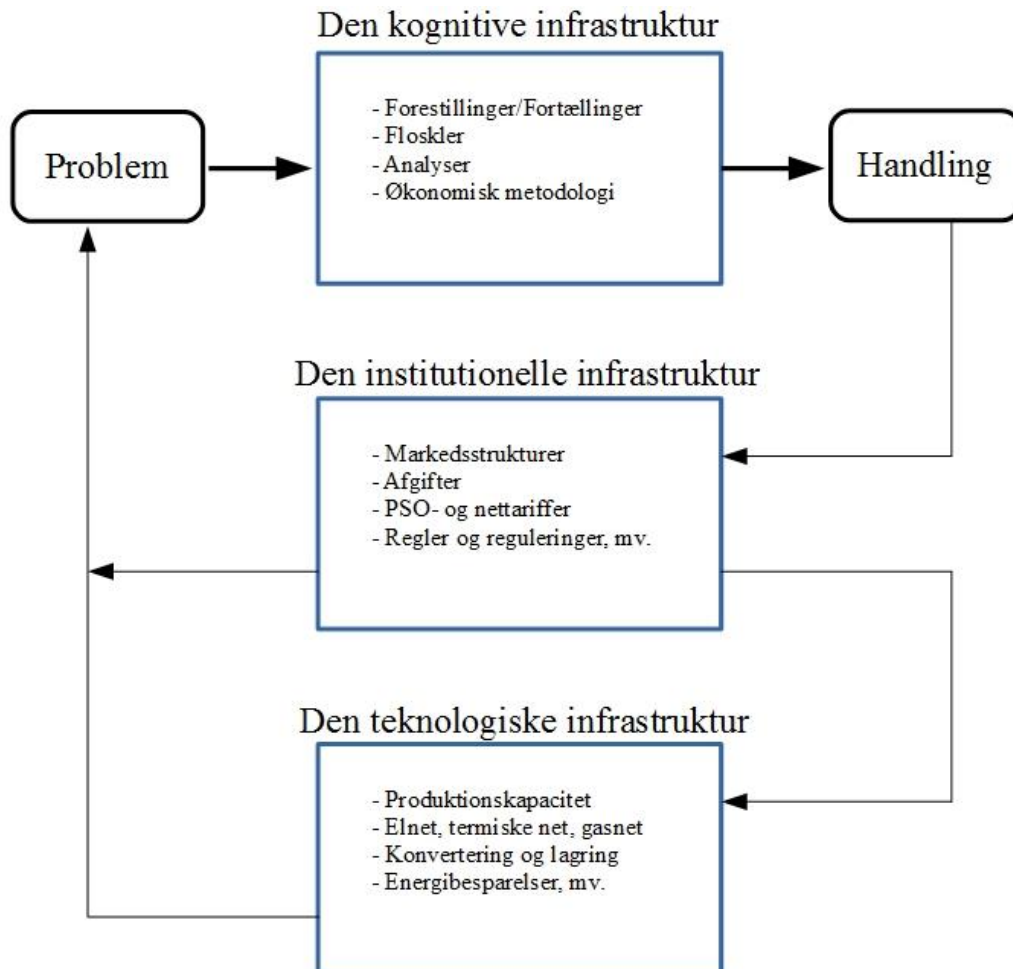 Den kognitive infrastruktur
- Forestillinger/Fortællinger
- Floskler
- Analyser
- Økonomisk metodologi
Problem
Handling
Den institutionelle infrastruktur
- Markedsstrukturer
- Afgifter
- PSO- og nettariffer
- Regler og reguleringer, mv.
Den teknologiske infrastruktur
- Produktionskapacitet
- Elnet, termiske net, gasnet
- Konvertering og lagring
- Energibesparelser, mv.